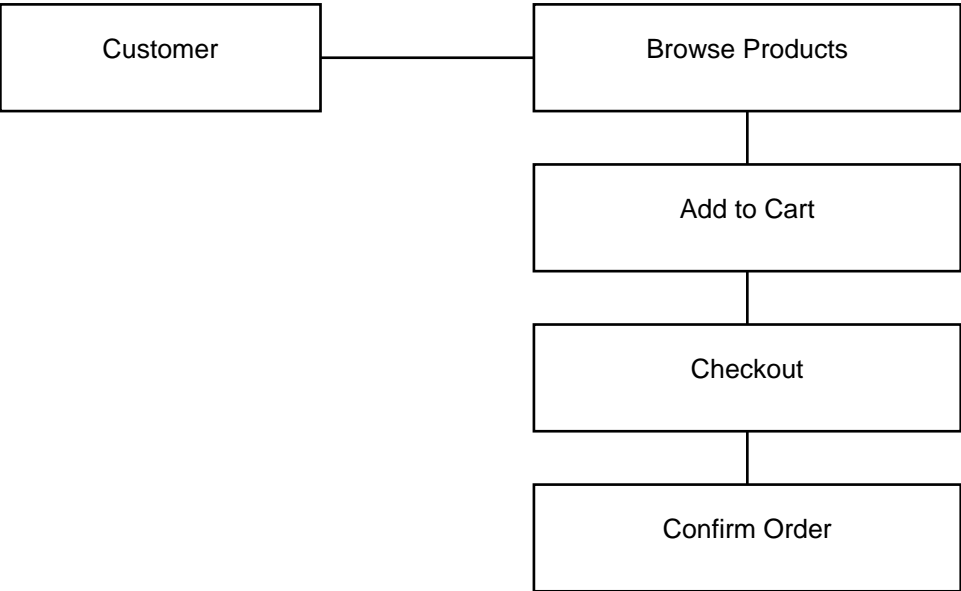 Customer
Browse Products
Add to Cart
Checkout
Confirm Order